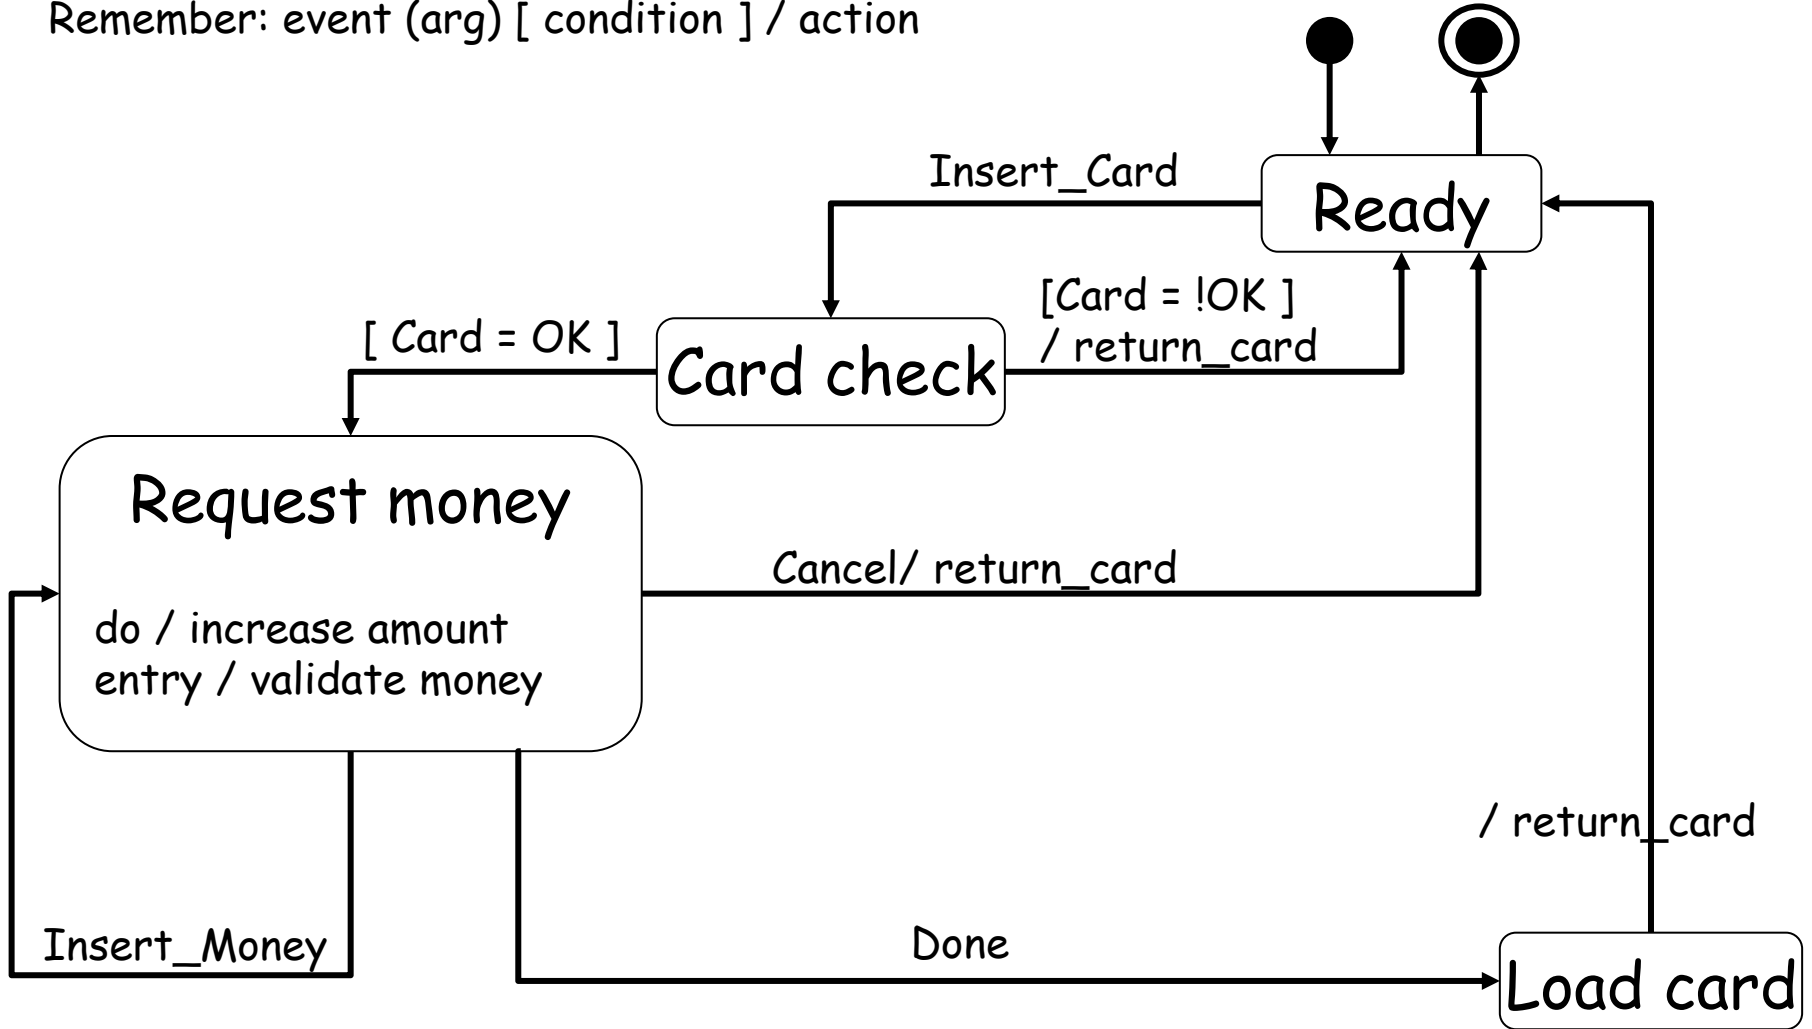 Remember: event (arg) [ condition ] / action
Insert_Card
Ready
[Card = !OK ]
/ return_card
[ Card = OK ]
Card check
Request money
Cancel/ return_card
do / increase amount
entry / validate money
/ return_card
Insert_Money
Done
Load card